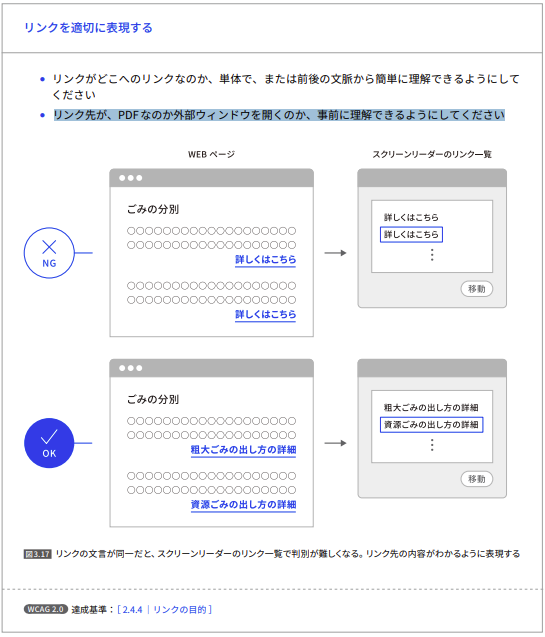 リンクを適切に表現する
● リンクがどこへのリンクなのか、単体で、または前後の文脈から簡単に理解できるようにして
ください
● リンク先が、PDFなのか外部ウィンドウを開くのか、事前に理解できるようにしてください
WEB ページ
スクリーンリーダーのリンク一覧
NG
ごみの分別
○○○○○○○○○○○○○○○○○○○
○○○○○○○○○○○○○○○○○○○
詳しくはこちら
○○○○○○○○○○○○○○○○○○○
○○○○○○○○○○○○○○○○○○○
詳しくはこちら
詳しくはこちら
詳しくはこちら
⋮
移動
OK
ごみの分別
○○○○○○○○○○○○○○○○○○○
○○○○○○○○○○○○○○○○○○○
粗大ごみの出し方の詳細
○○○○○○○○○○○○○○○○○○○
○○○○○○○○○○○○○○○○○○○
資源ごみの出し方の詳細
粗大ごみの出し方の詳細
資源ごみの出し方の詳細
⋮
移動
図3.17 リンクの文言が同一だと、スクリーンリーダーのリンク一覧で判別が難しくなる。リンク先の内容がわかるように表現する
WCAG 2.0 達成基準:[ 2.4.4 | リンクの目的 ]